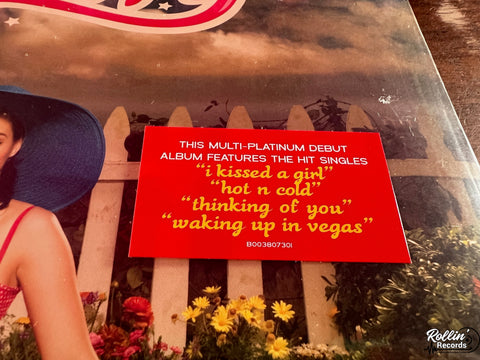 THIS MULTI-PLATINUM DEBUT
ALBUM FEATURES THE HIT SINGLES
“i kissed a girl”
“hot n cold”
“thinking of you”
“waking up in vegas”
B003807301
Rollin'
Records